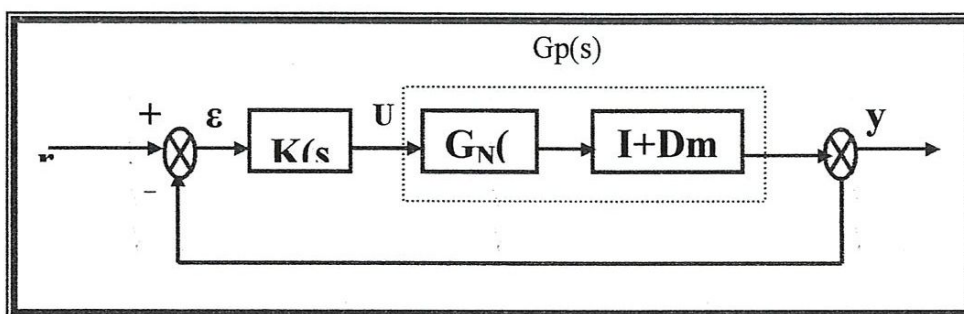 Gp(s)
+ ε U y
K(s G_N( I+Dm
r
−